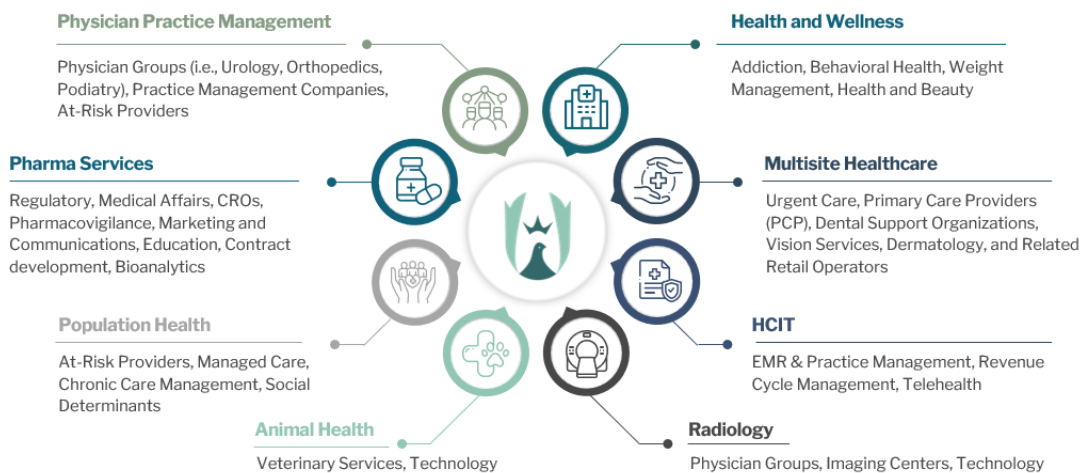 Physician Practice Management
Physician Groups (i.e., Urology, Orthopedics,
Podiatry), Practice Management Companies,
At-Risk Providers
Health and Wellness
Addiction, Behavioral Health, Weight
Management, Health and Beauty
Pharma Services
Regulatory, Medical Affairs, CROs,
Pharmacovigilance, Marketing and
Communications, Education, Contract
development, Bioanalytics
Multisite Healthcare
Urgent Care, Primary Care Providers
(PCP), Dental Support Organizations,
Vision Services, Dermatology, and Related
Retail Operators
Population Health
At-Risk Providers, Managed Care,
Chronic Care Management, Social
Determinants
HCIT
EMR & Practice Management, Revenue
Cycle Management, Telehealth
Animal Health
Veterinary Services, Technology
Radiology
Physician Groups, Imaging Centers, Technology